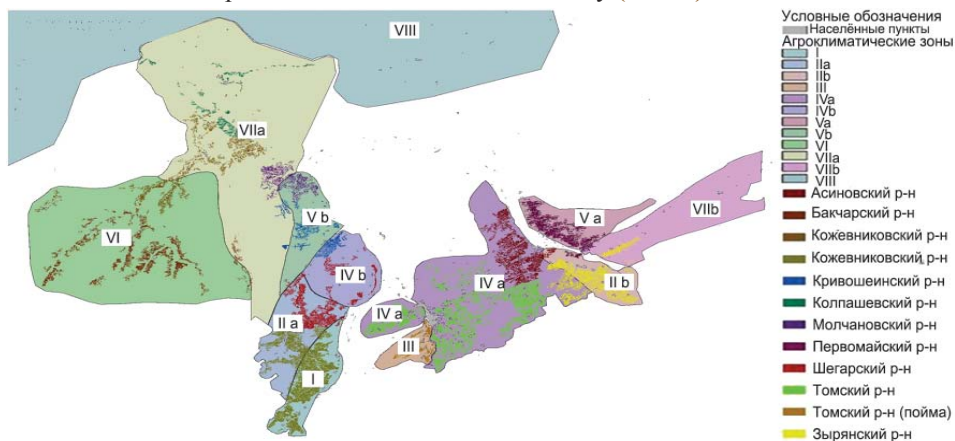 VIII
VIIa
VI
V b
IV b
II a
I
IV a
III
IV a
V a
II b
VIIb
Условные обозначения
Населённые пункты
Агроклиматические зоны
I
IIa
IIb
III
IVa
IVb
Va
Vb
VI
VIIa
VIIb
VIII
Асиновский р-н
Бакчарский р-н
Кожевниковский р-н
Кожевниковский р-н
Кривошеинский р-н
Колпашевский р-н
Молчановский р-н
Первомайский р-н
Шегарский р-н
Томский р-н
Томский р-н (пойма)
Зырянский р-н